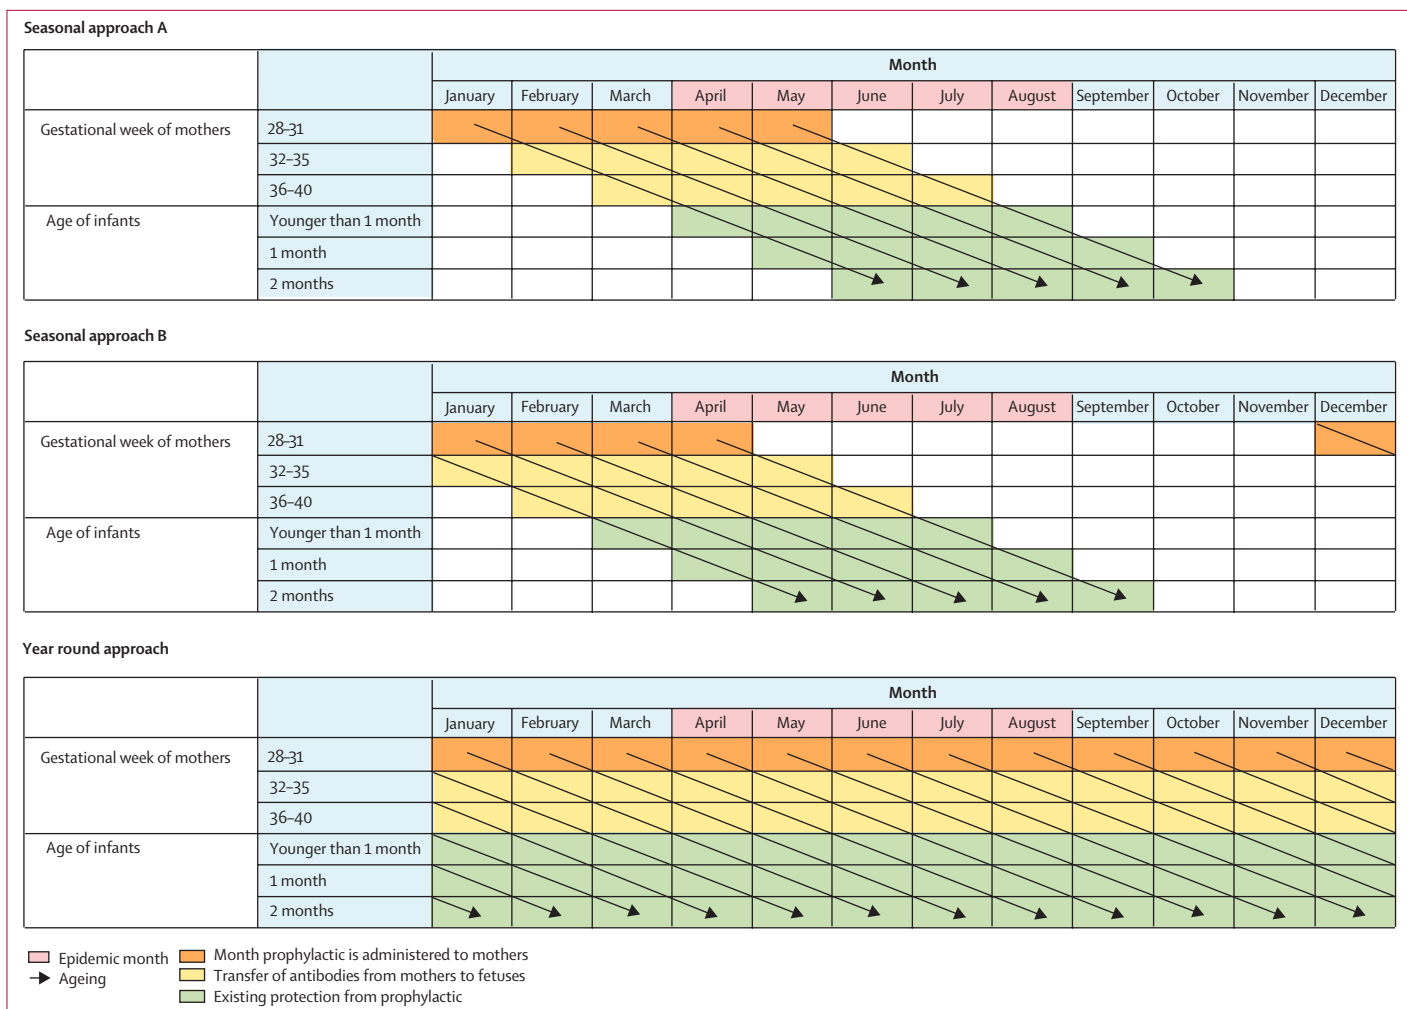 Seasonal approach A
Month
January February March April May June July August September October November December
Gestational week of mothers 28–31
32–35
36–40
Age of infants Younger than 1 month
1 month
2 months
Seasonal approach B
Month
January February March April May June July August September October November December
Gestational week of mothers 28–31
32–35
36–40
Age of infants Younger than 1 month
1 month
2 months
Year round approach
Month
January February March April May June July August September October November December
Gestational week of mothers 28–31
32–35
36–40
Age of infants Younger than 1 month
1 month
2 months
Epidemic month Month prophylactic is administered to mothers
Ageing Transfer of antibodies from mothers to fetuses
Existing protection from prophylactic